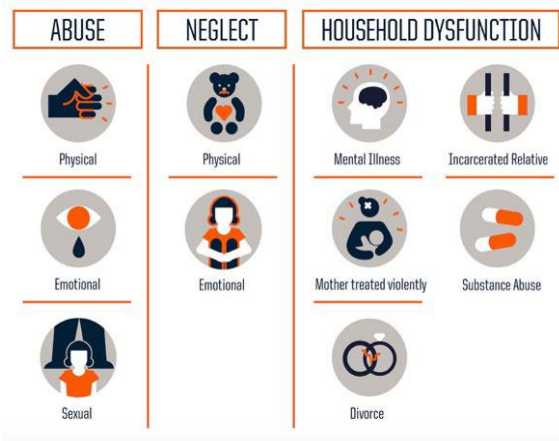 ABUSE
NEGLECT
HOUSEHOLD DYSFUNCTION
Physical
Physical
Mental Illness
Incarcerated Relative
Emotional
Emotional
Mother treated violently
Substance Abuse
Sexual
Divorce